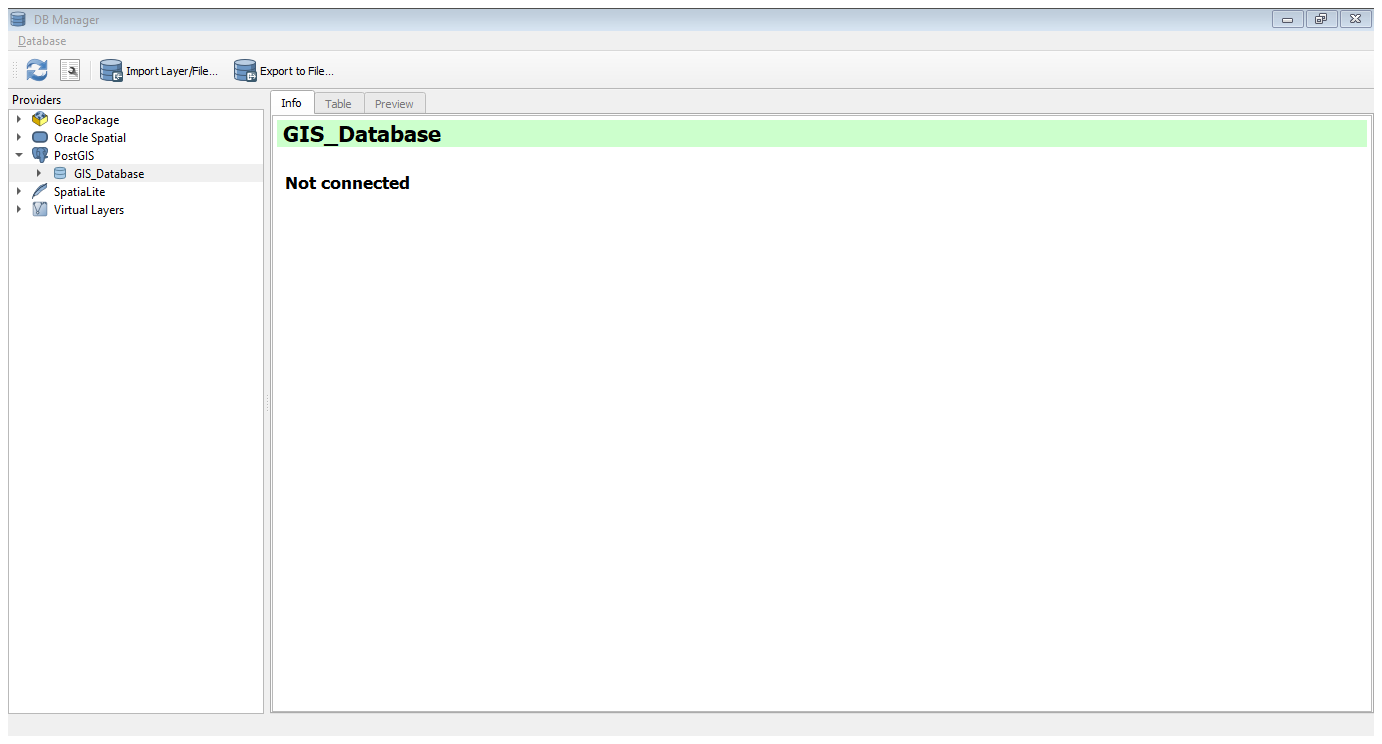 DB Manager
Database
Import Layer/File...
Export to File...
Providers
GeoPackage
Oracle Spatial
PostGIS
GIS_Database
SpatiaLite
Virtual Layers
Info
Table
Preview
GIS_Database
Not connected